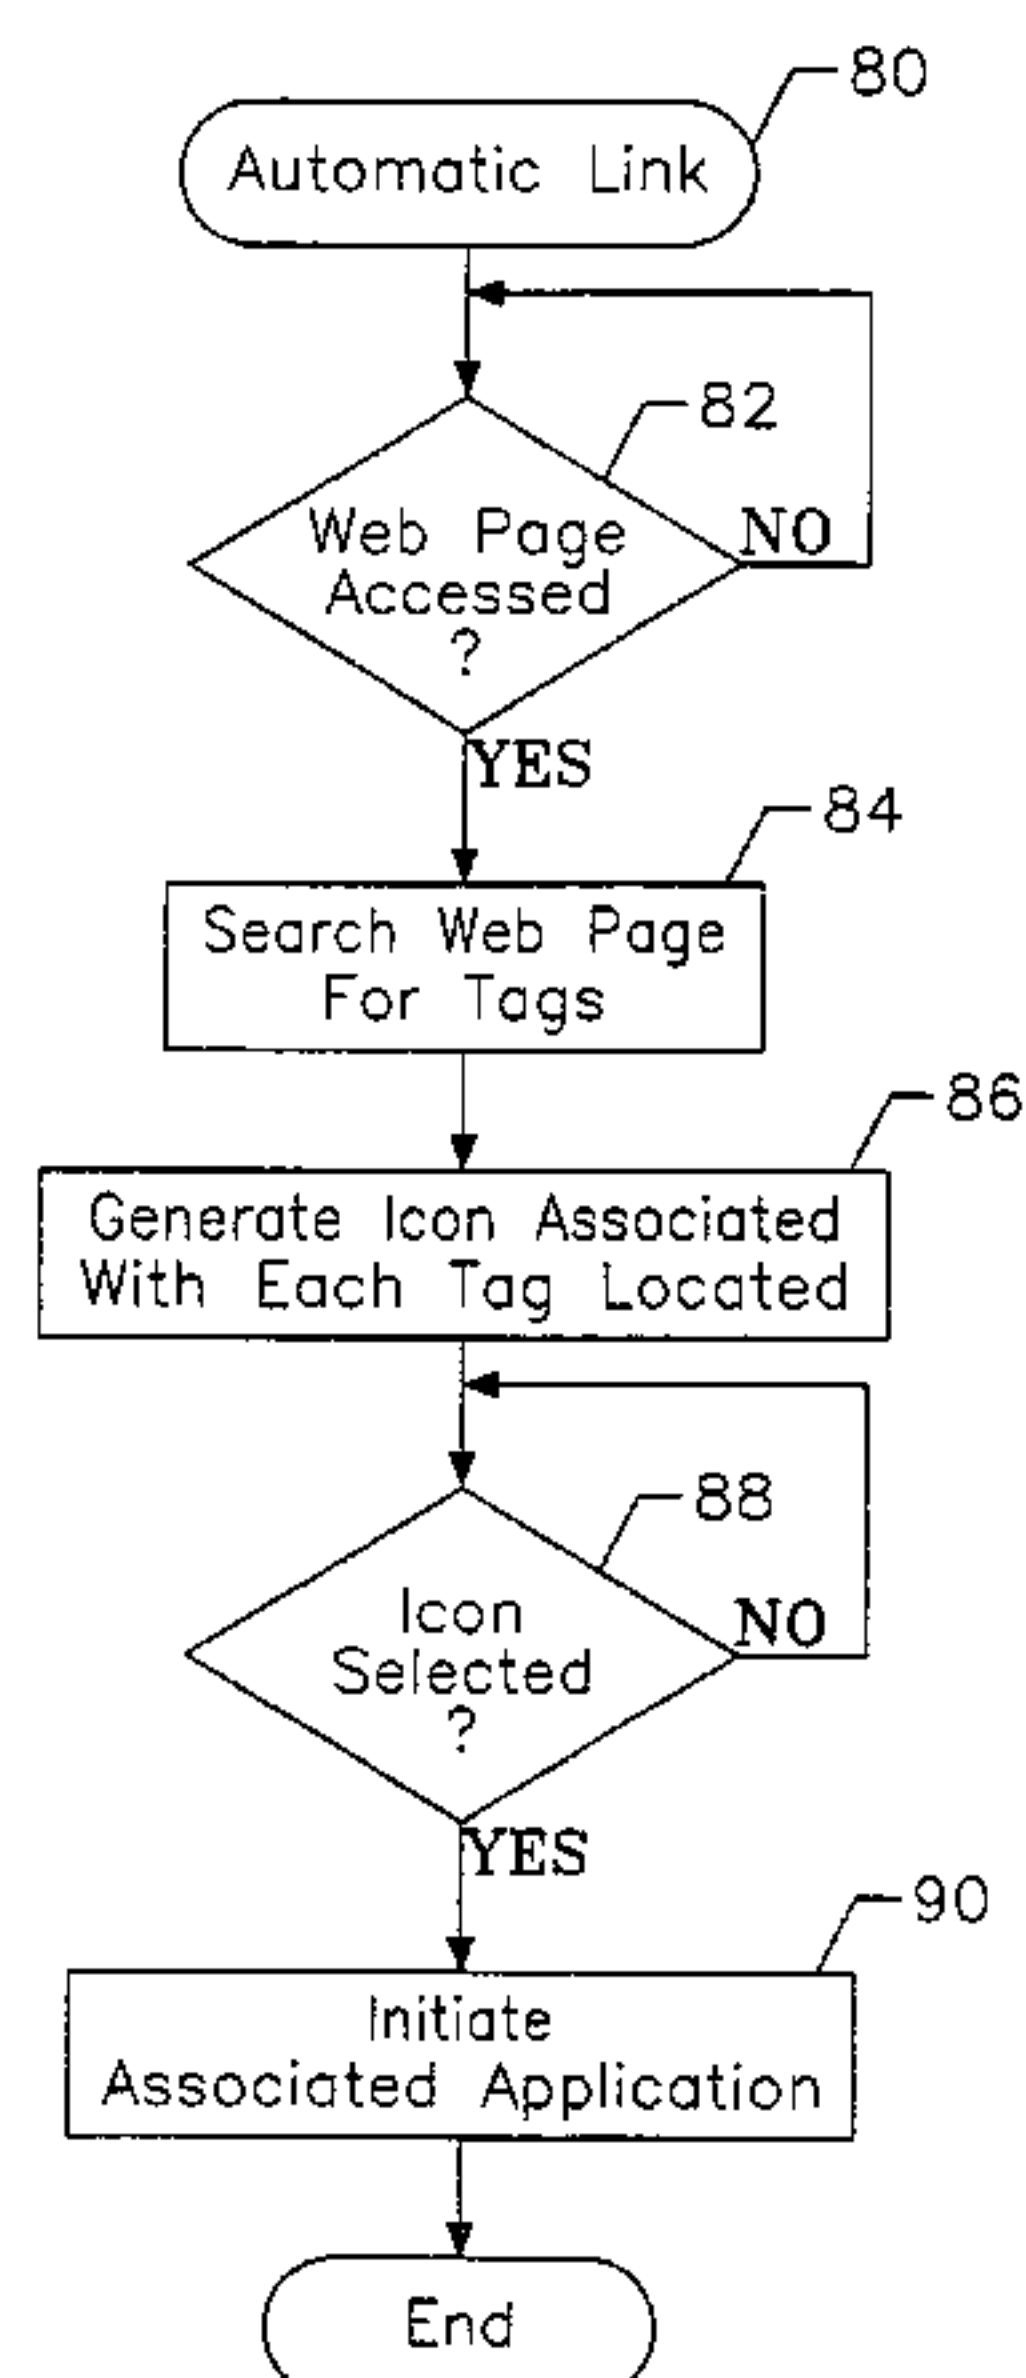 80
Automatic Link
82
Web Page
Accessed
?
NO
YES
84
Search Web Page
For Tags
86
Generate Icon Associated
With Each Tag Located
88
Icon
Selected
?
NO
YES
90
Initiate
Associated Application
End